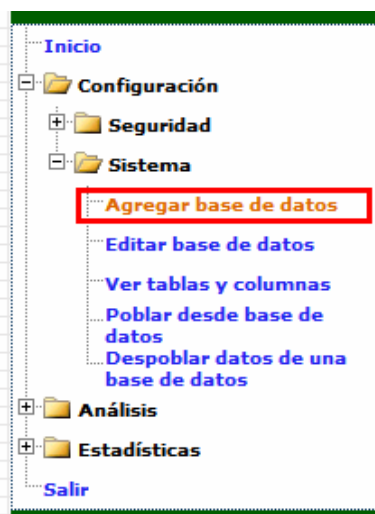 Inicio
Configuración
Seguridad
Sistema
Agregar base de datos
Editar base de datos
Ver tablas y columnas
Poblar desde base de
datos
Despoblar datos de una
base de datos
Análisis
Estadísticas
Salir